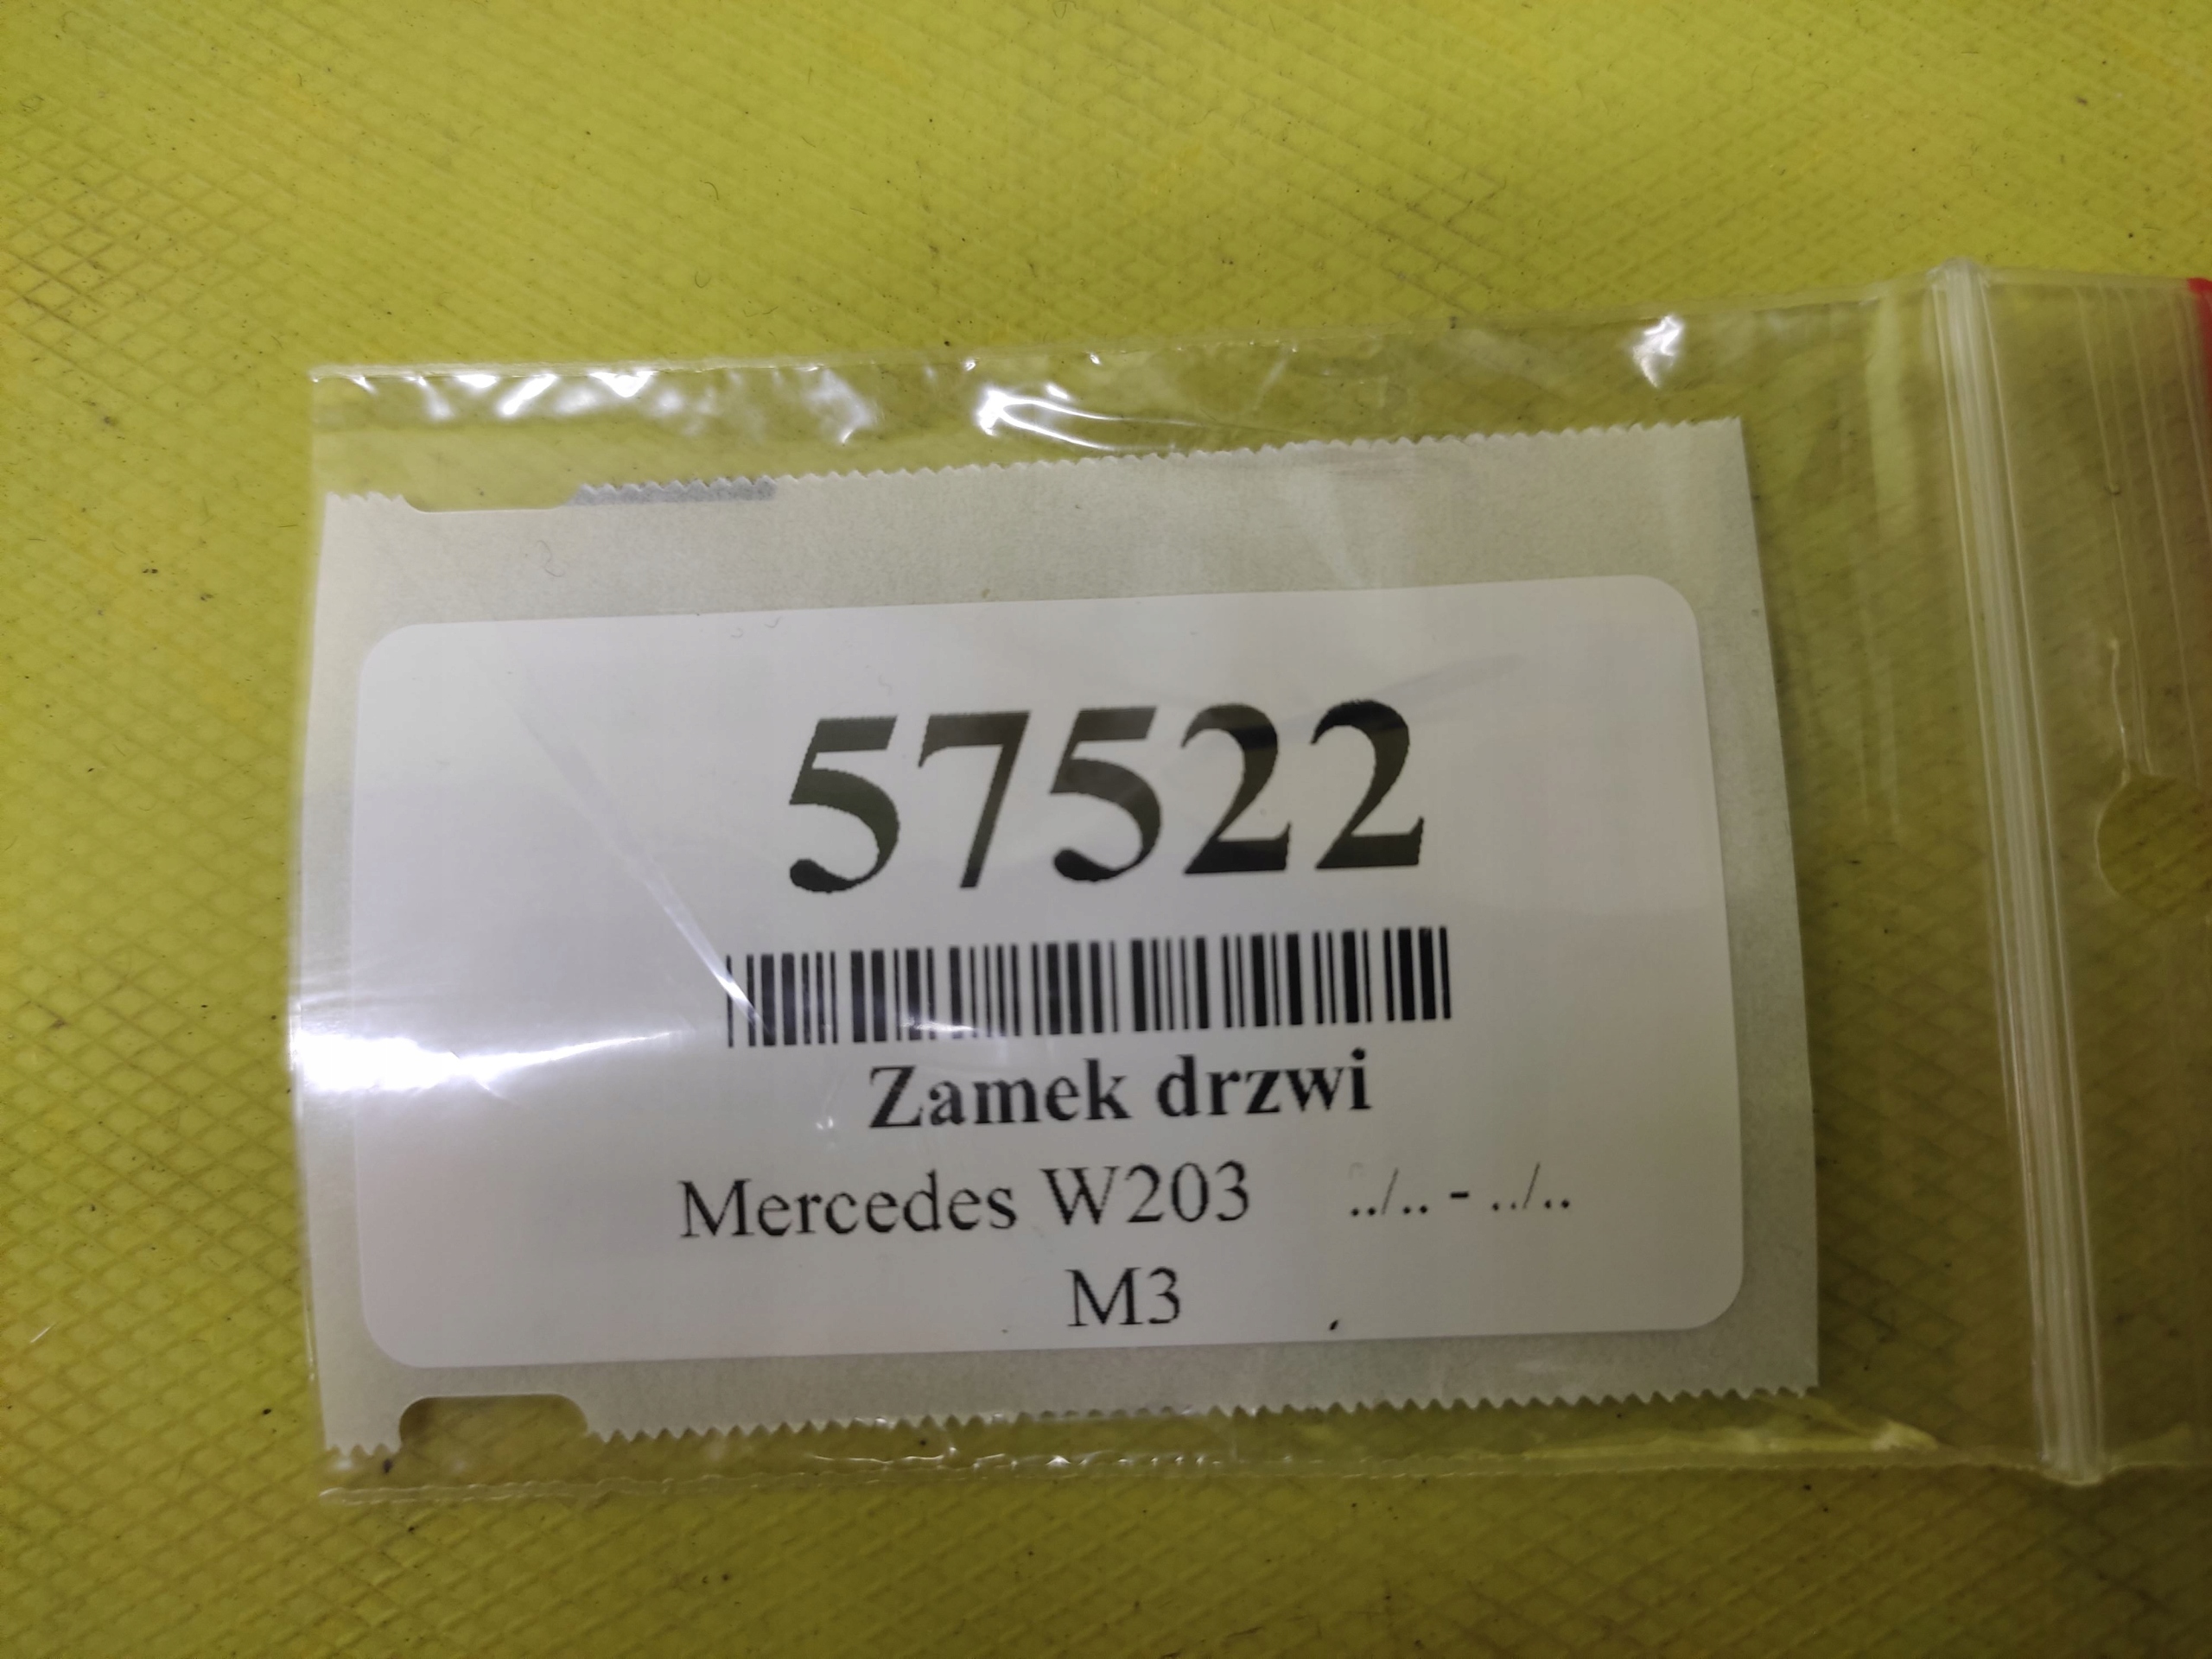 57522
Zamek drzwi
Mercedes W203 ../.. - ../..
M3